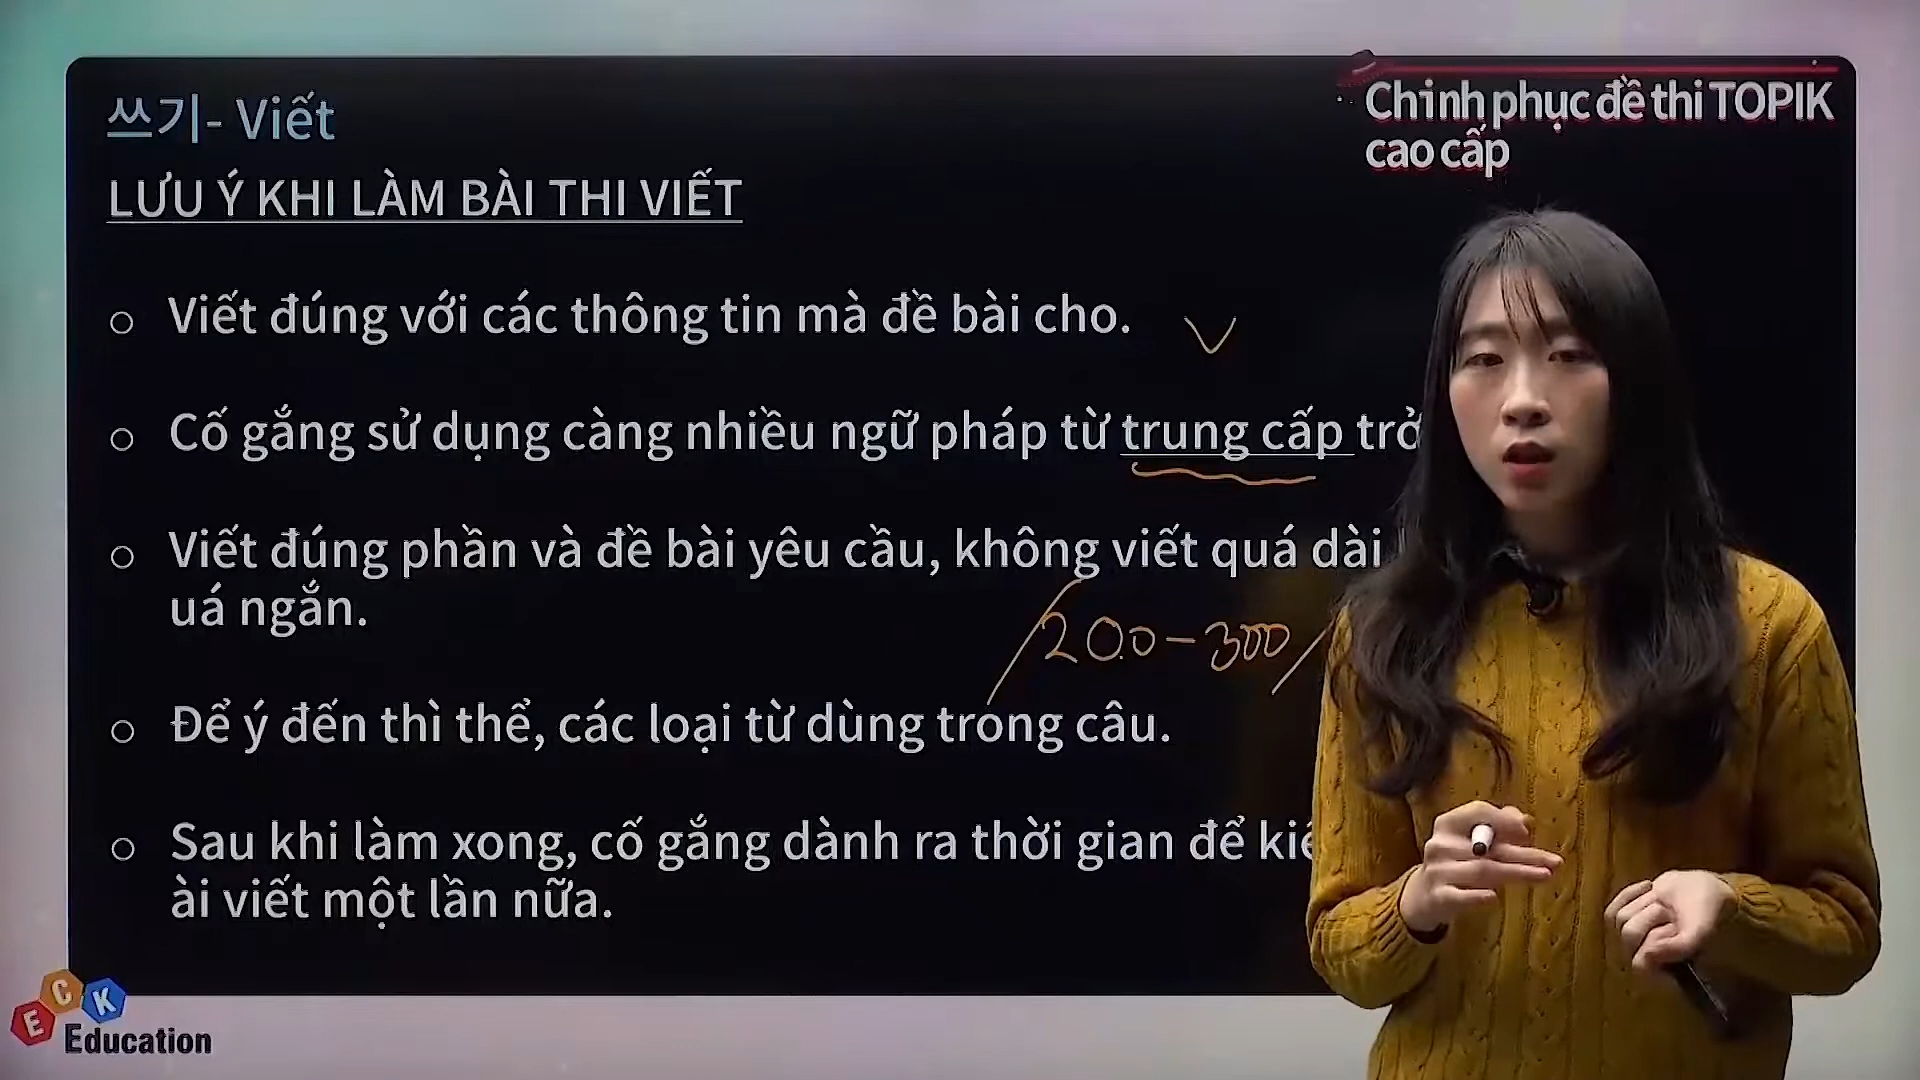 쓰기- Viết
Chinh phục đề thi TOPIK
cao cấp
LƯU Ý KHI LÀM BÀI THI VIẾT
Viết đúng với các thông tin mà đề bài cho.
Cố gắng sử dụng càng nhiều ngữ pháp từ trung cấp trở
Viết đúng phần và đề bài yêu cầu, không viết quá dài
uá ngắn.
200-300
Để ý đến thì thể, các loại từ dùng trong câu.
Sau khi làm xong, cố gắng dành ra thời gian để
ài viết một lần nữa.
ECK
Education